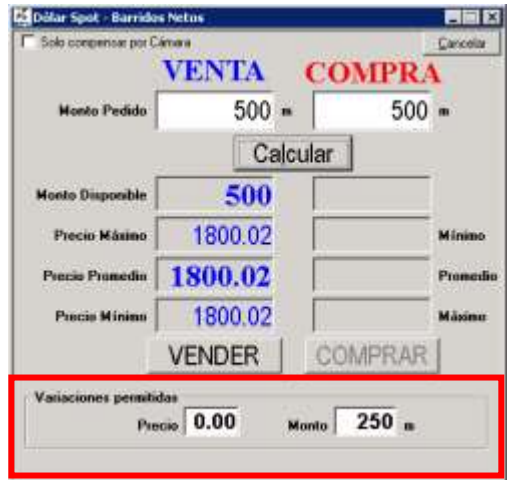 Dólar Spot - Barridos Netos
Solo compensar por Cámara
Cancelar
VENTA COMPRA
Monto Pedido 500 m 500 m
Calcular
Monto Disponible 500
Precio Máximo 1800.02 Mínimo
Precio Promedio 1800.02 Promedio
Precio Mínimo 1800.02 Máximo
VENDER COMPRAR
Variaciones permitidas
Precio 0.00 Monto 250 m